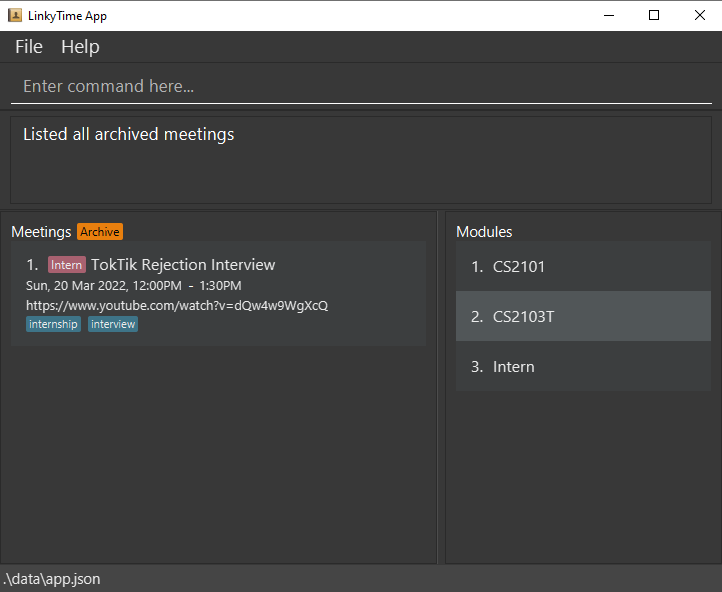 LinkyTime App
File Help
Enter command here...
Listed all archived meetings
Meetings Archive
1. Intern TokTik Rejection Interview
Sun, 20 Mar 2022, 12:00PM - 1:30PM
https://www.youtube.com/watch?v=dQw4w9WgXcQ
internship interview
Modules
1. CS2101
2. CS2103T
3. Intern
.\data\app.json